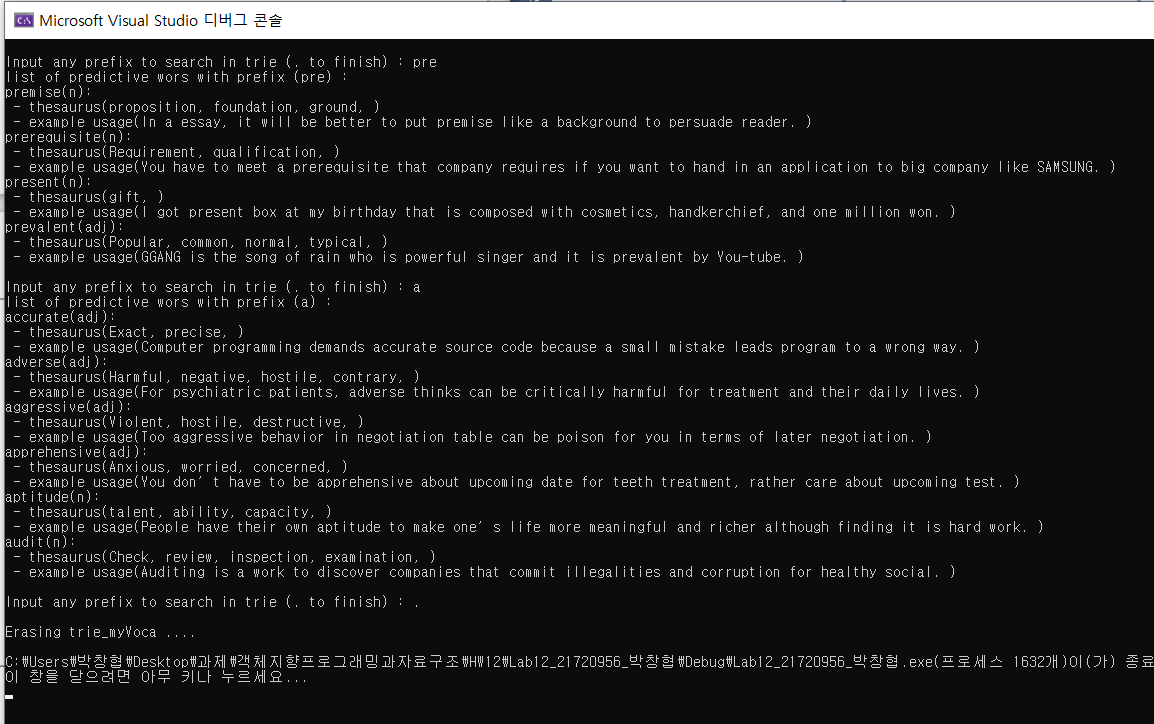 Microsoft Visual Studio 디버그 콘솔
Input any prefix to search in trie (. to finish) : pre
list of predictive wors with prefix (pre) :
premise(n):
 - thesaurus(proposition, foundation, ground, )
 - example usage(In a essay, it will be better to put premise like a background to persuade reader. )
prerequisite(n):
 - thesaurus(Requirement, qualification, )
 - example usage(You have to meet a prerequisite that company requires if you want to hand in an application to big company like SAMSUNG. )
present(n):
 - thesaurus(gift, )
 - example usage(I got present box at my birthday that is composed with cosmetics, handkerchief, and one million won. )
prevalent(adj):
 - thesaurus(Popular, common, normal, typical, )
 - example usage(GGANG is the song of rain who is powerful singer and it is prevalent by You-tube. )
Input any prefix to search in trie (. to finish) : a
list of predictive wors with prefix (a) :
accurate(adj):
 - thesaurus(Exact, precise, )
 - example usage(Computer programming demands accurate source code because a small mistake leads program to a wrong way. )
adverse(adj):
 - thesaurus(Harmful, negative, hostile, contrary, )
 - example usage(For psychiatric patients, adverse thinks can be critically harmful for treatment and their daily lives. )
aggressive(adj):
 - thesaurus(Violent, hostile, destructive, )
 - example usage(Too aggressive behavior in negotiation table can be poison for you in terms of later negotiation. )
apprehensive(adj):
 - thesaurus(Anxious, worried, concerned, )
 - example usage(You don’t have to be apprehensive about upcoming date for teeth treatment, rather care about upcoming test. )
aptitude(n):
 - thesaurus(talent, ability, capacity, )
 - example usage(People have their own aptitude to make one’s life more meaningful and richer although finding it is hard work. )
audit(n):
 - thesaurus(Check, review, inspection, examination, )
 - example usage(Auditing is a work to discover companies that commit illegalities and corruption for healthy social. )
Input any prefix to search in trie (. to finish) : .
Erasing trie_myVoca ....
C:₩Users₩박창협₩Desktop₩과제₩객체지향프로그래밍과자료구조₩HW12₩Lab12_21720956_박창협₩Debug₩Lab12_21720956_박창협.exe(프로세스 1632개)이(가) 종료
이 창을 닫으려면 아무 키나 누르세요...